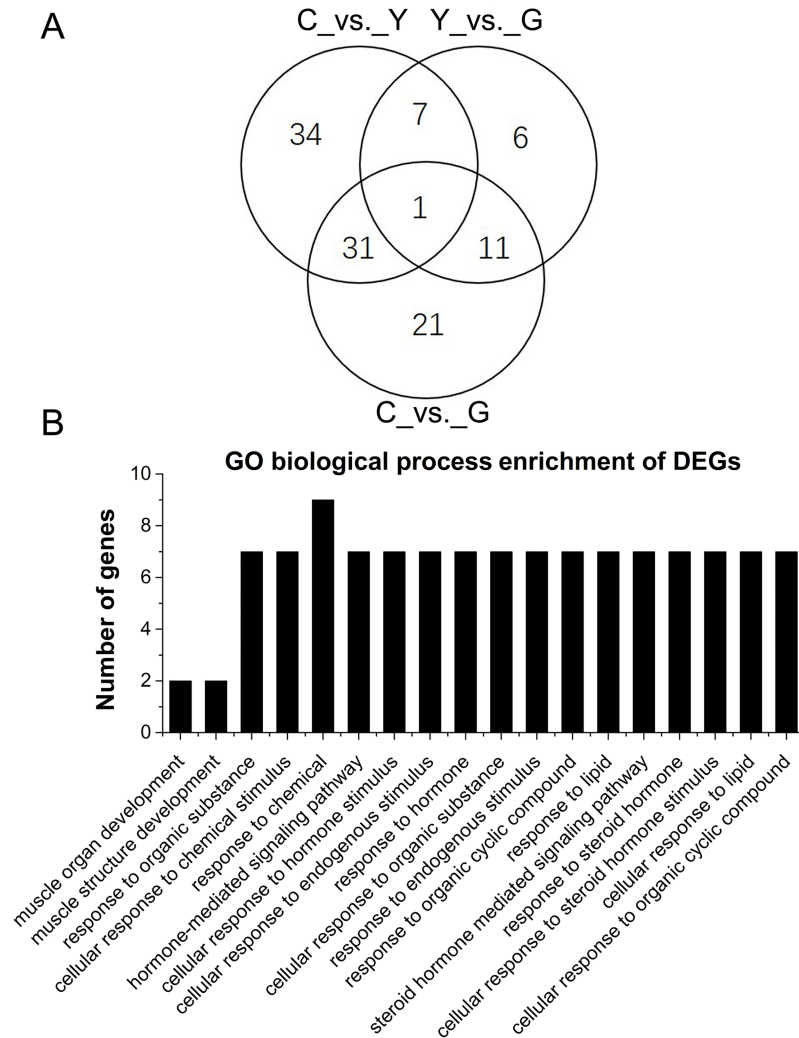 A
C_vs._Y Y_vs._G
34
7
6
1
31
11
21
C_vs._G
B
GO biological process enrichment of DEGs
Number of genes
10
8
6
4
2
0
muscle organ development
muscle structure development
response to organic substance
cellular response to chemical stimulus
response to chemical
hormone-mediated signaling pathway
cellular response to hormone stimulus
cellular response to endogenous stimulus
response to hormone
cellular response to organic substance
response to endogenous stimulus
response to organic cyclic compound
response to lipid
steroid hormone mediated signaling pathway
response to steroid hormone
cellular response to steroid hormone stimulus
cellular response to lipid
cellular response to organic cyclic compound